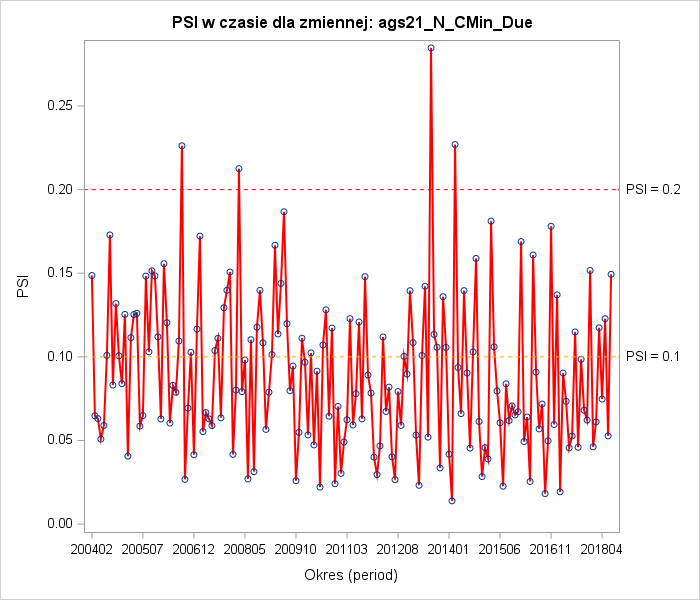 PSI w czasie dla zmiennej: ags21_N_CMin_Due
0.25
0.20
PSI = 0.2
0.15
PSI
0.10
PSI = 0.1
0.05
0.00
200402 200507 200612 200805 200910 201103 201208 201401 201506 201611 201804
Okres (period)